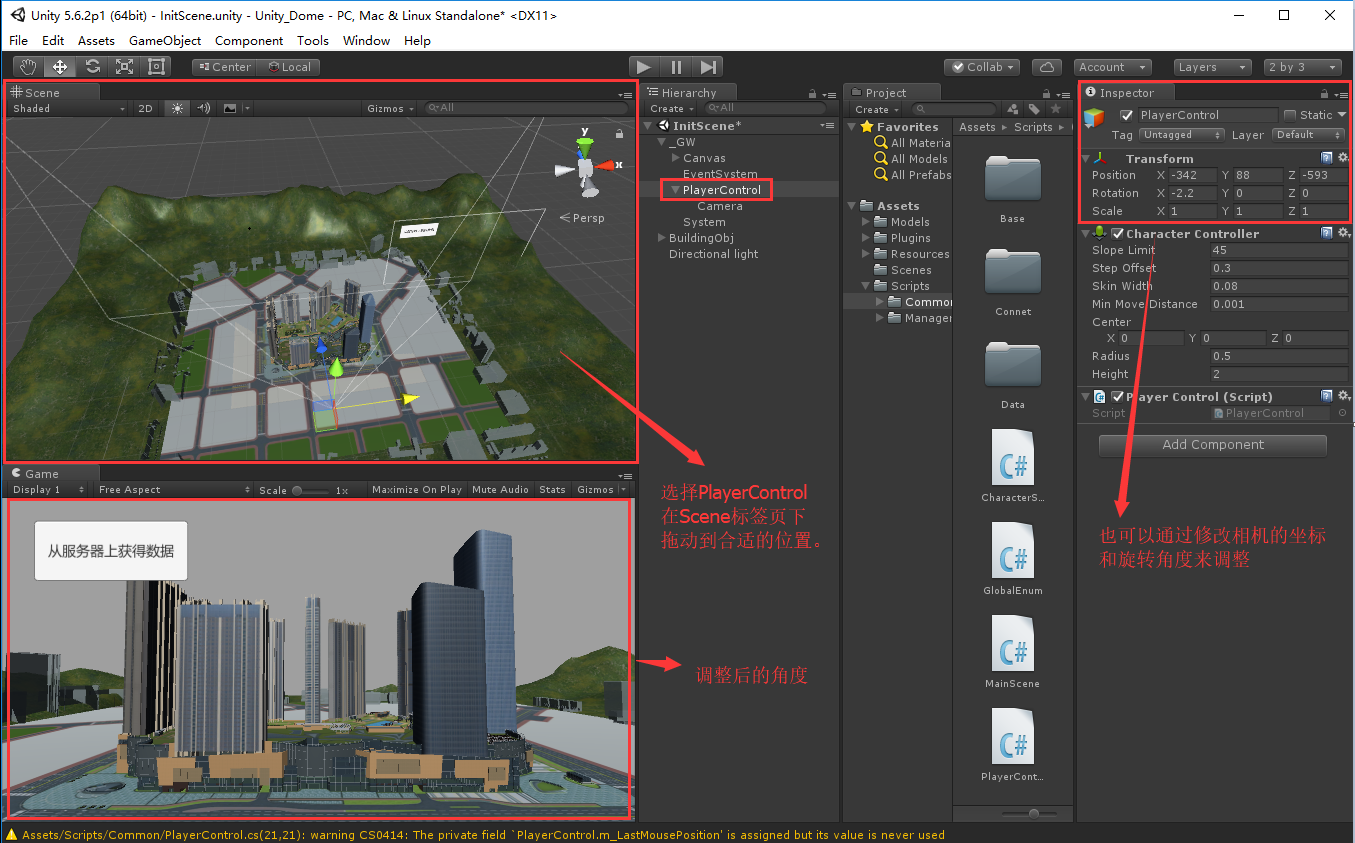 Unity 5.6.2p1 (64bit) - InitScene.unity - Unity_Dome - PC, Mac & Linux Standalone* <DX11>
File Edit Assets GameObject Component Tools Window Help
Center Local Collab Account Layers 2 by 3
Scene
Shaded 2D Gizmos All
y
x
Persp
Game
Display 1 Free Aspect Scale 1x Maximize On Play Mute Audio Stats Gizmos
从服务器上获得数据
Hierarchy
Create All
InitScene*
_GW
Canvas
EventSystem
PlayerControl
Camera
System
BuildingObj
Directional light
选择PlayerControl
在Scene标签页下
拖动到合适的位置。
调整后的角度
Project
Create
Favorites
All Materia
All Models
All Prefabs
Assets
Models
Plugins
Resources
Scenes
Scripts
Common
Manager
Assets Scripts
Base
Connet
Data
CharacterS...
GlobalEnum
MainScene
PlayerCont...
Inspector
PlayerControl Static
Tag Untagged Layer Default
Transform
Position X -342 Y 88 Z -593
Rotation X -2.2 Y 0 Z 0
Scale X 1 Y 1 Z 1
Character Controller
Slope Limit 45
Step Offset 0.3
Skin Width 0.08
Min Move Distance 0.001
Center
X 0 Y 0 Z 0
Radius 0.5
Height 2
Player Control (Script)
Script PlayerControl
Add Component
也可以通过修改相机的坐标
和旋转角度来调整
Assets/Scripts/Common/PlayerControl.cs(21,21): warning CS0414: The private field `PlayerControl.m_LastMousePosition' is assigned but its value is never used